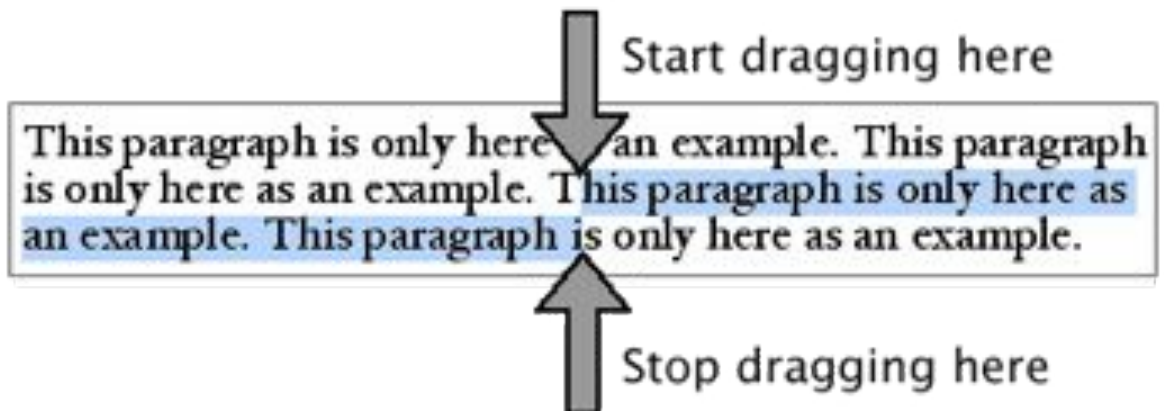 Start dragging here
This paragraph is only here an example. This paragraph
is only here as an example. This paragraph is only here as
an example. This paragraph is only here as an example.
Stop dragging here